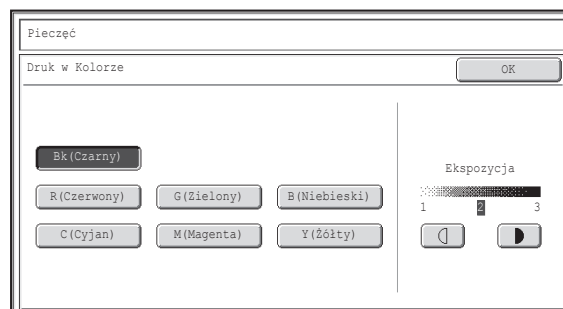 Pieczęć
Druk w Kolorze OK
Bk(Czarny)
Ekspozycja
R(Czerwony) G(Zielony) B(Niebieski)
1 2 3
C(Cyjan) M(Magenta) Y(Żółty)